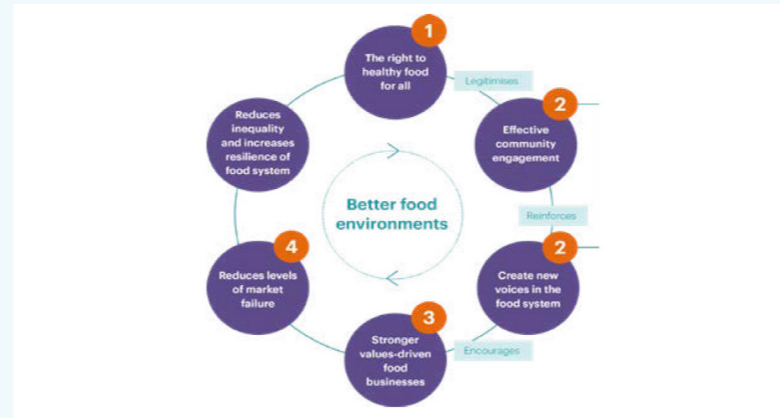 1
The right to
healthy food
for all
Legitimises
2
Effective
community
engagement
Reinforces
2
Create new
voices in the
food system
Encourages
3
Stronger
values-driven
food
businesses
4
Reduces levels
of market
failure
Reduces
inequality
and increases
resilience of
food system
Better food
environments